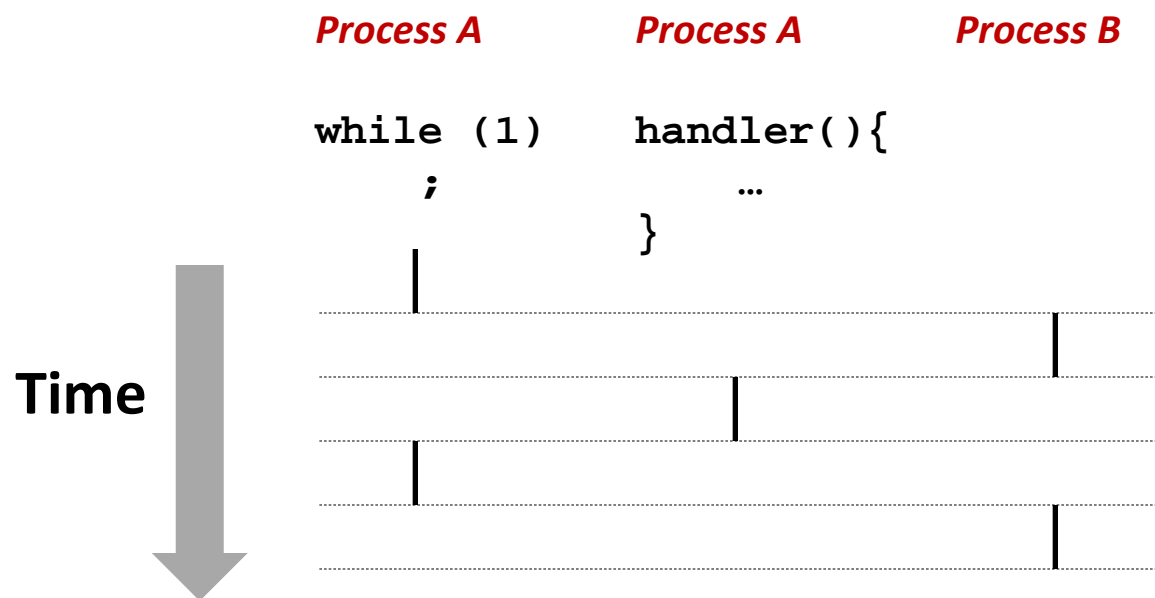 Process A Process A Process B
while (1) handler(){
; …
}
Time